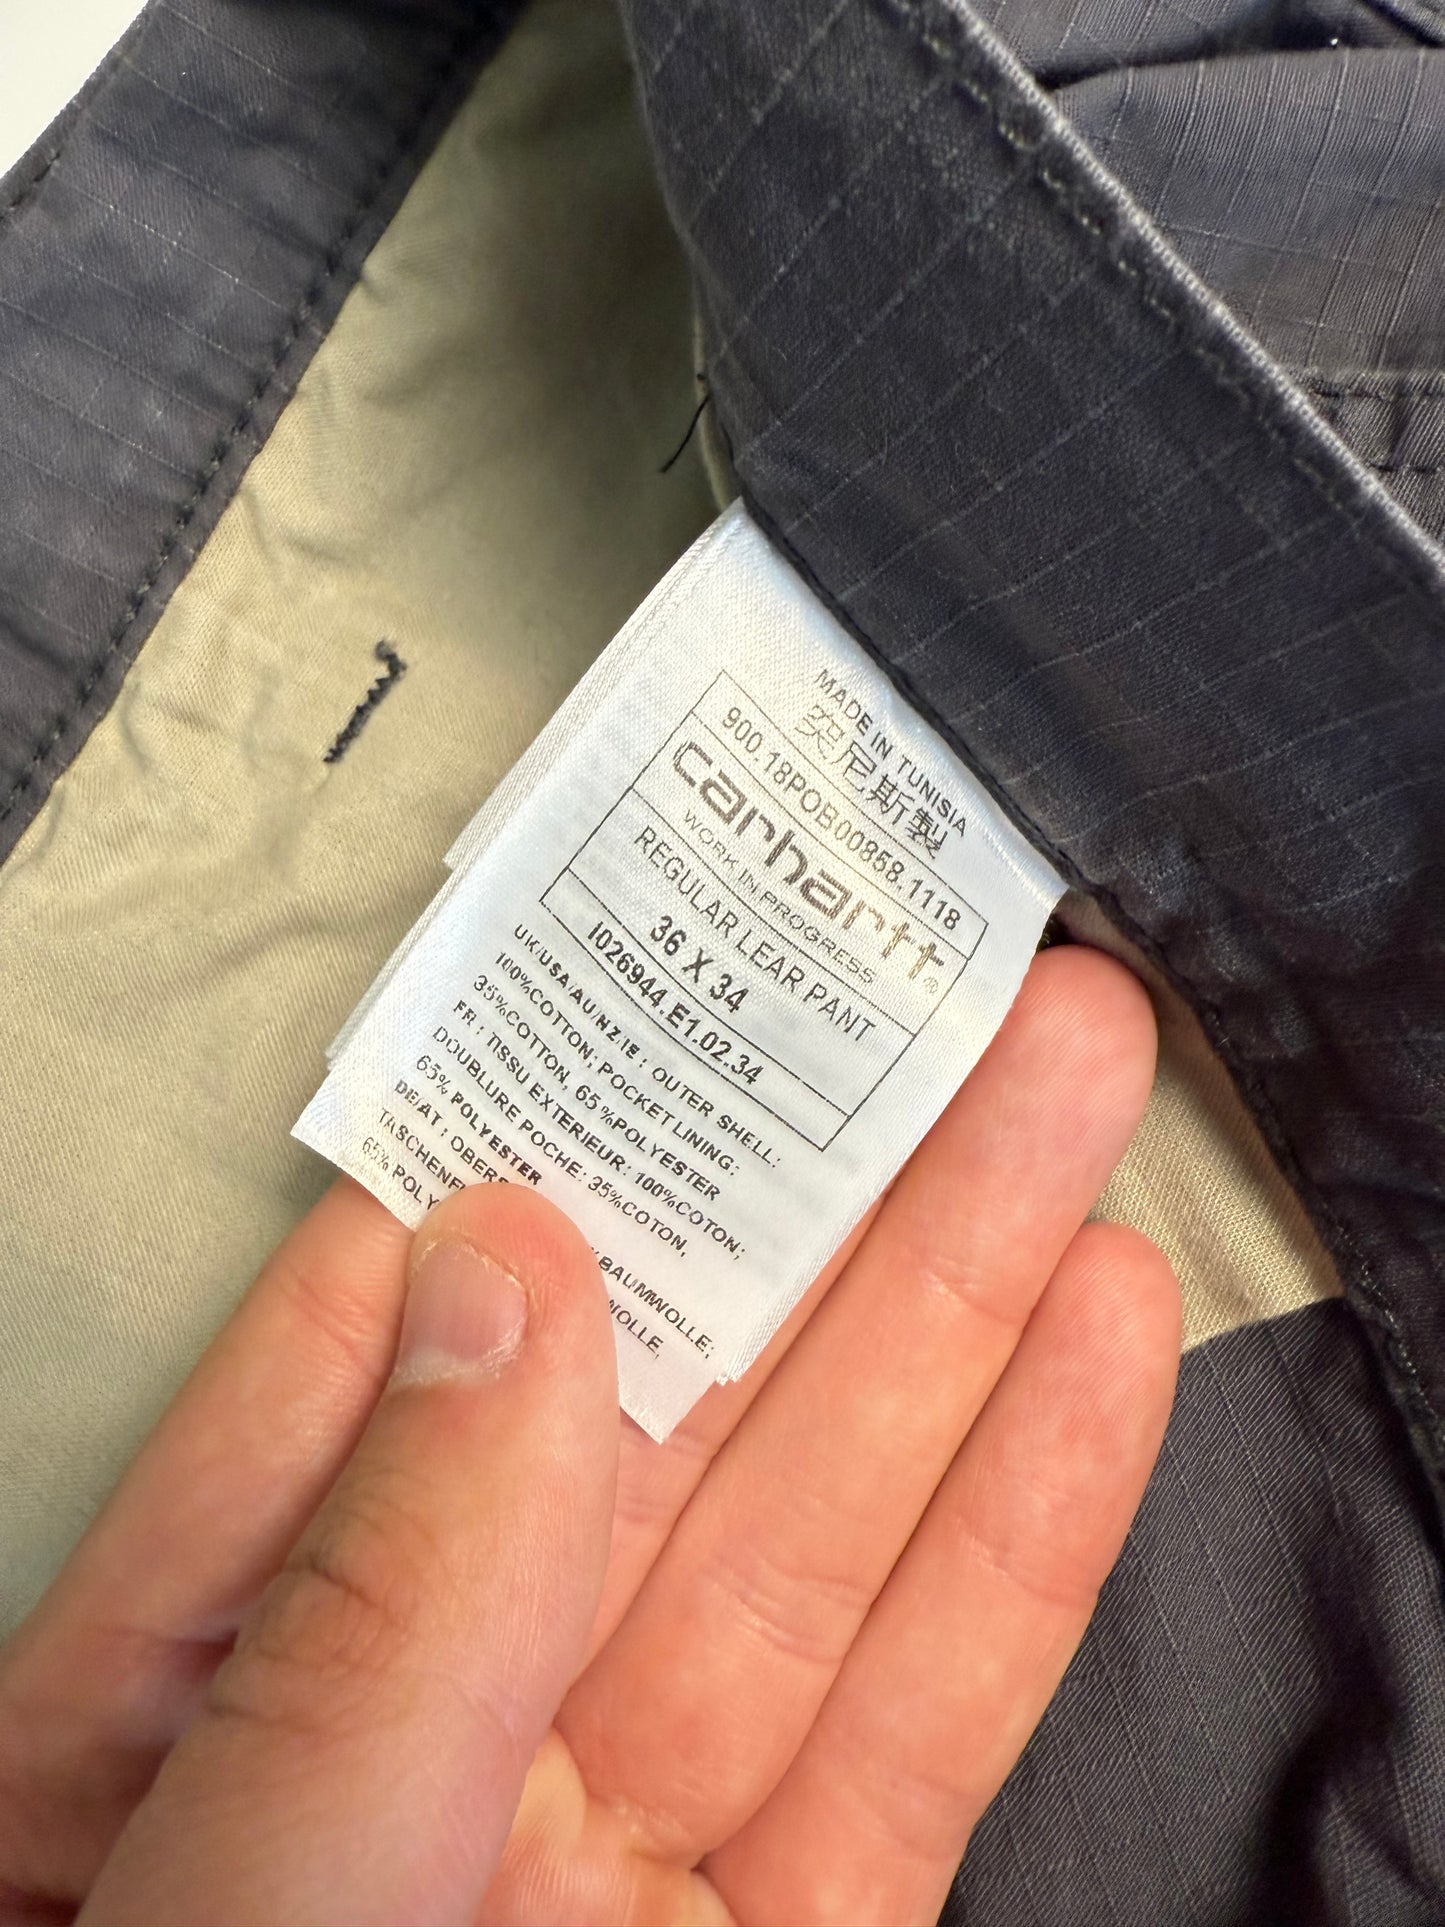 MADE IN TUNISIA
突尼斯製
900.18POB00858.1118
carhartt®
WORK IN PROGRESS
REGULAR LEAR PANT
36 X 34
I026944.E1.02.34
UK/USA/AU/NZ/IE : OUTER SHELL:
100%COTTON; POCKET LINING:
35%COTTON, 65%POLYESTER
FR : TISSU EXTERIEUR: 100%COTON;
DOUBLURE POCHE: 35%COTON,
65% POLYESTER
DE/AT : OBERS BAUMWOLLE;
TASCHENF WOLLE,
65% POLY